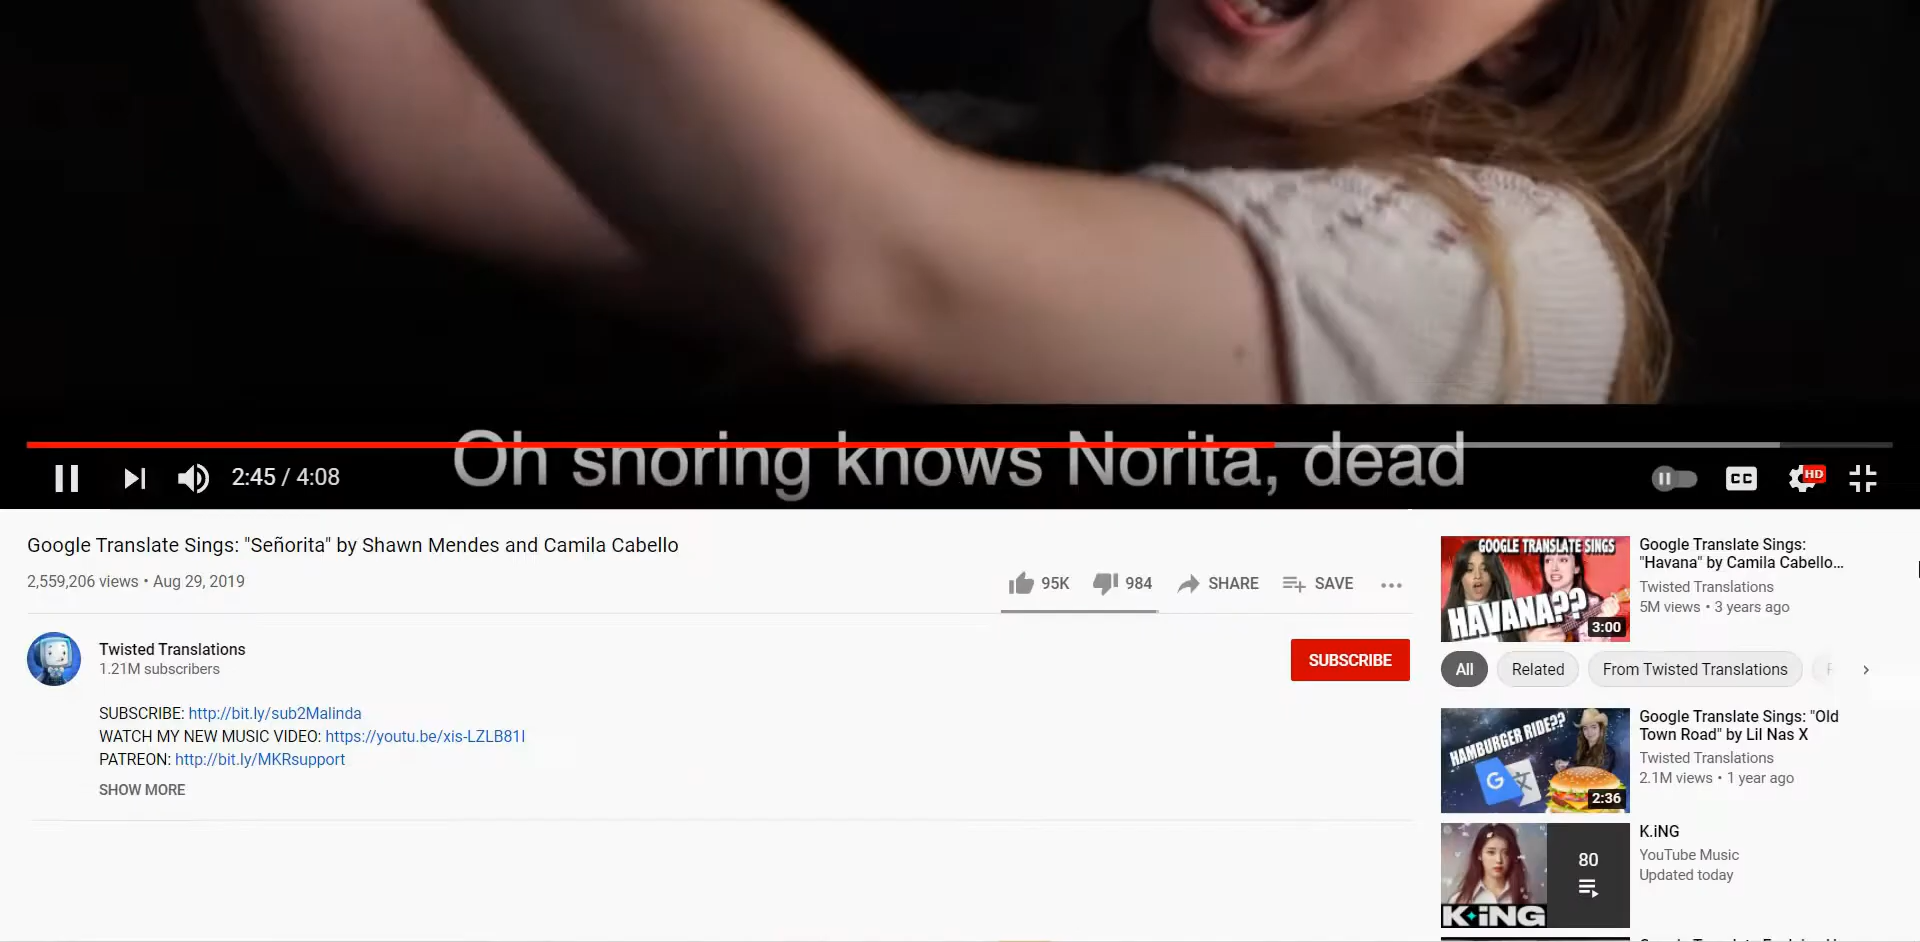 Oh snoring knows Norita, dead
2:45 / 4:08
CC
HD
Google Translate Sings: "Señorita" by Shawn Mendes and Camila Cabello
2,559,206 views • Aug 29, 2019
95K
984
SHARE
SAVE
Twisted Translations
1.21M subscribers
SUBSCRIBE
SUBSCRIBE: http://bit.ly/sub2Malinda
WATCH MY NEW MUSIC VIDEO: https://youtu.be/xis-LZLB81I
PATREON: http://bit.ly/MKRsupport
SHOW MORE
GOOGLE TRANSLATE SINGS
HAVANA??
3:00
Google Translate Sings:
"Havana" by Camila Cabello...
Twisted Translations
5M views • 3 years ago
All
Related
From Twisted Translations
HAMBURGER RIDE??
G 文
2:36
Google Translate Sings: "Old
Town Road" by Lil Nas X
Twisted Translations
2.1M views • 1 year ago
K•iNG
80
K.iNG
YouTube Music
Updated today